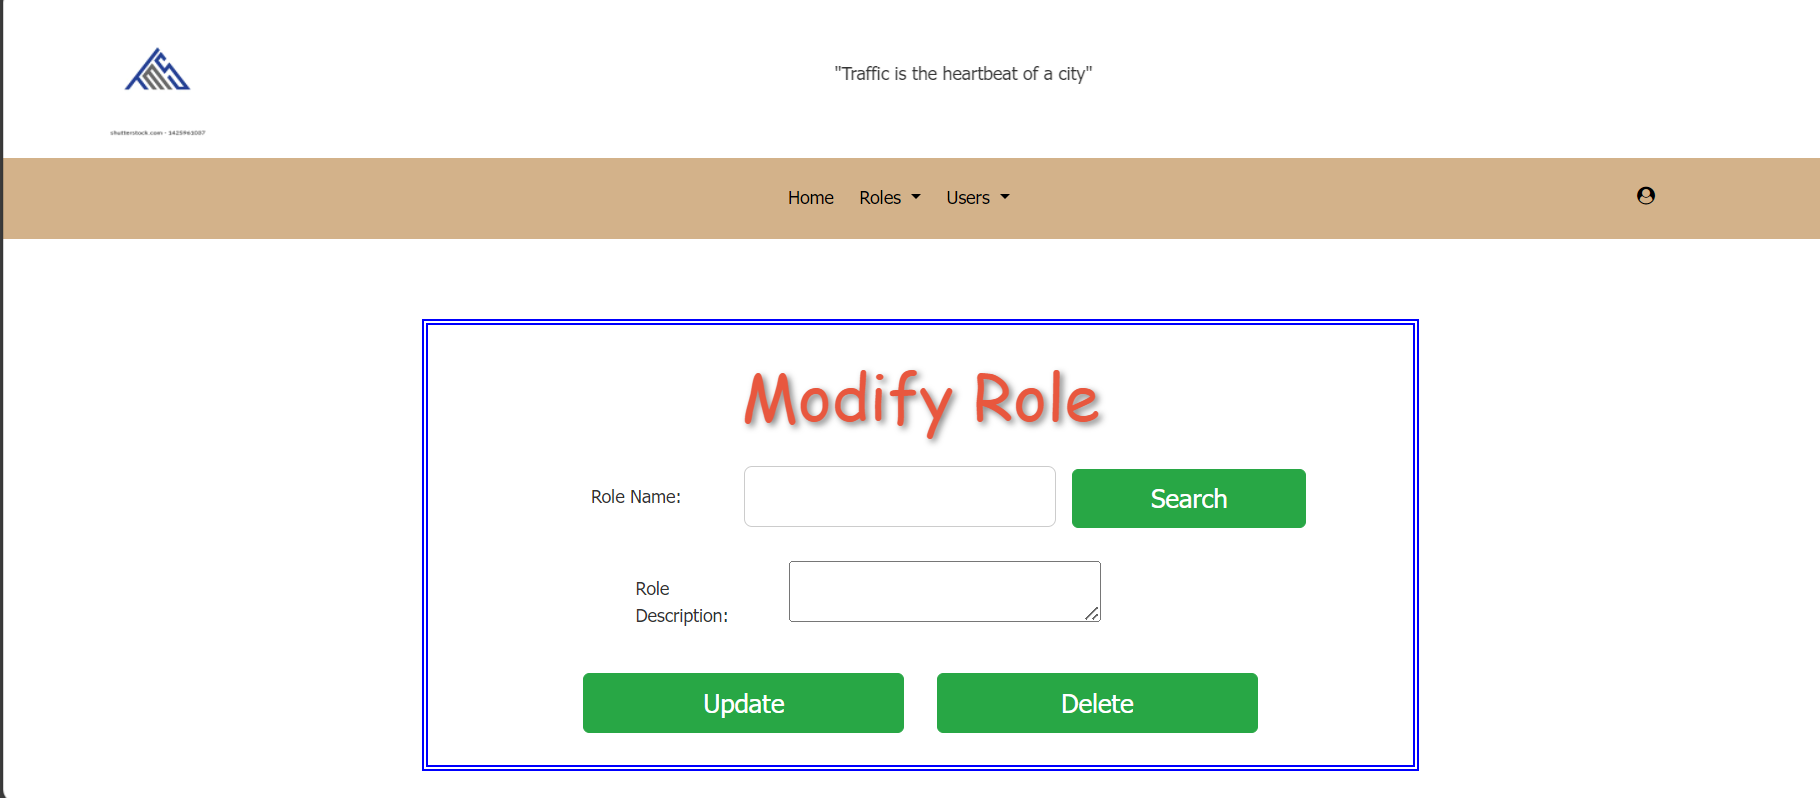 "Traffic is the heartbeat of a city"
shutterstock.com · 1425961007
Home Roles Users
Modify Role
Role Name:
Search
Role
Description:
Update Delete